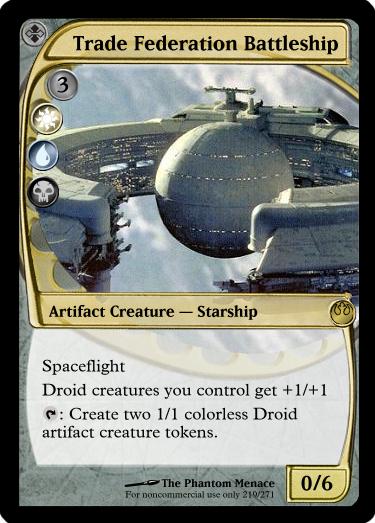 Trade Federation Battleship
3
Artifact Creature — Starship
Spaceflight
Droid creatures you control get +1/+1
: Create two 1/1 colorless Droid
artifact creature tokens.
The Phantom Menace
For noncommercial use only 219/271
0/6